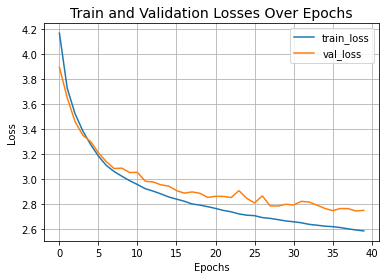 Train and Validation Losses Over Epochs
train_loss
val_loss
Loss
4.2
4.0
3.8
3.6
3.4
3.2
3.0
2.8
2.6
0 5 10 15 20 25 30 35 40
Epochs